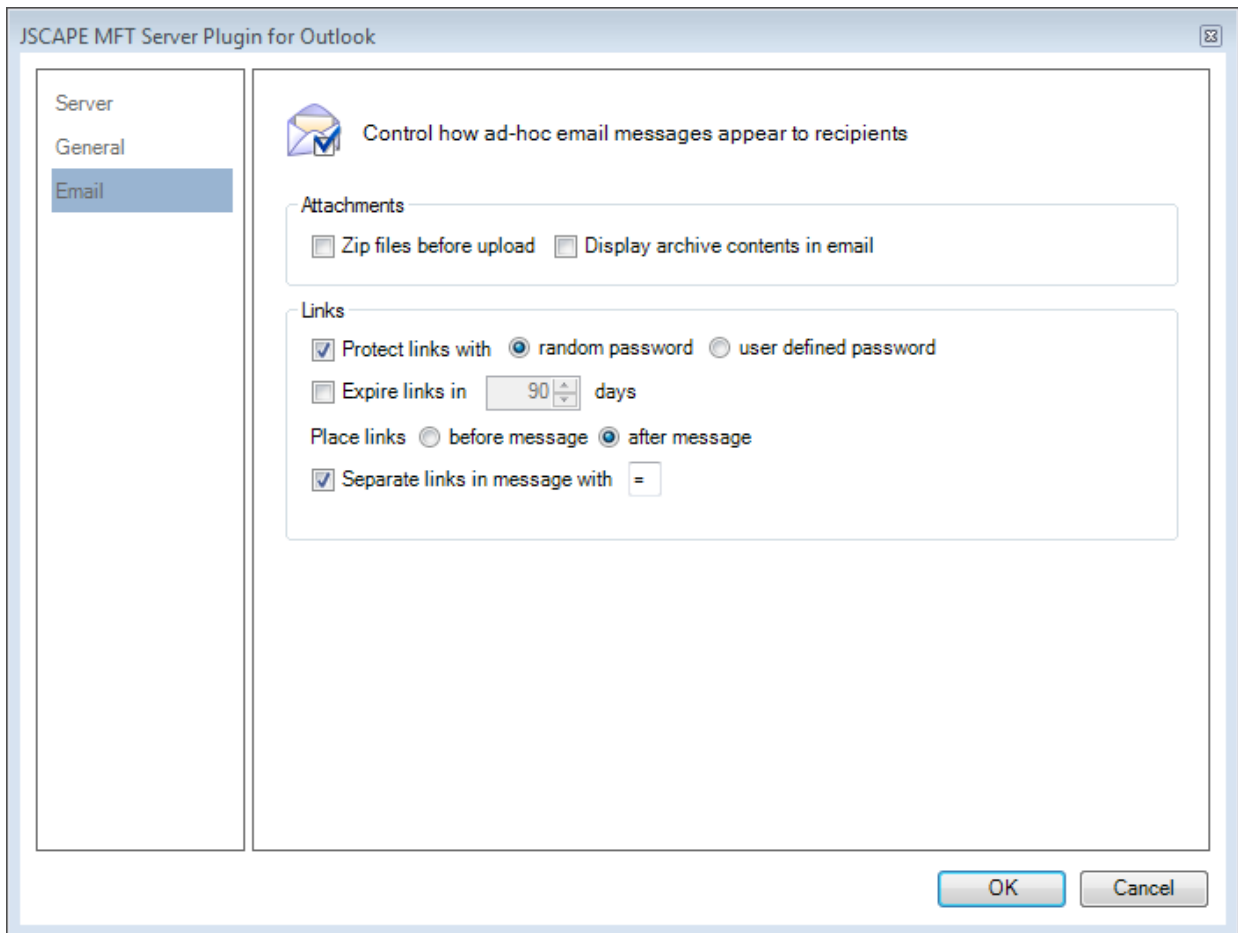 JSCAPE MFT Server Plugin for Outlook
Server
General
Email
Control how ad-hoc email messages appear to recipients
Attachments
Zip files before upload Display archive contents in email
Links
Protect links with random password user defined password
Expire links in 90 days
Place links before message after message
Separate links in message with =
OK Cancel